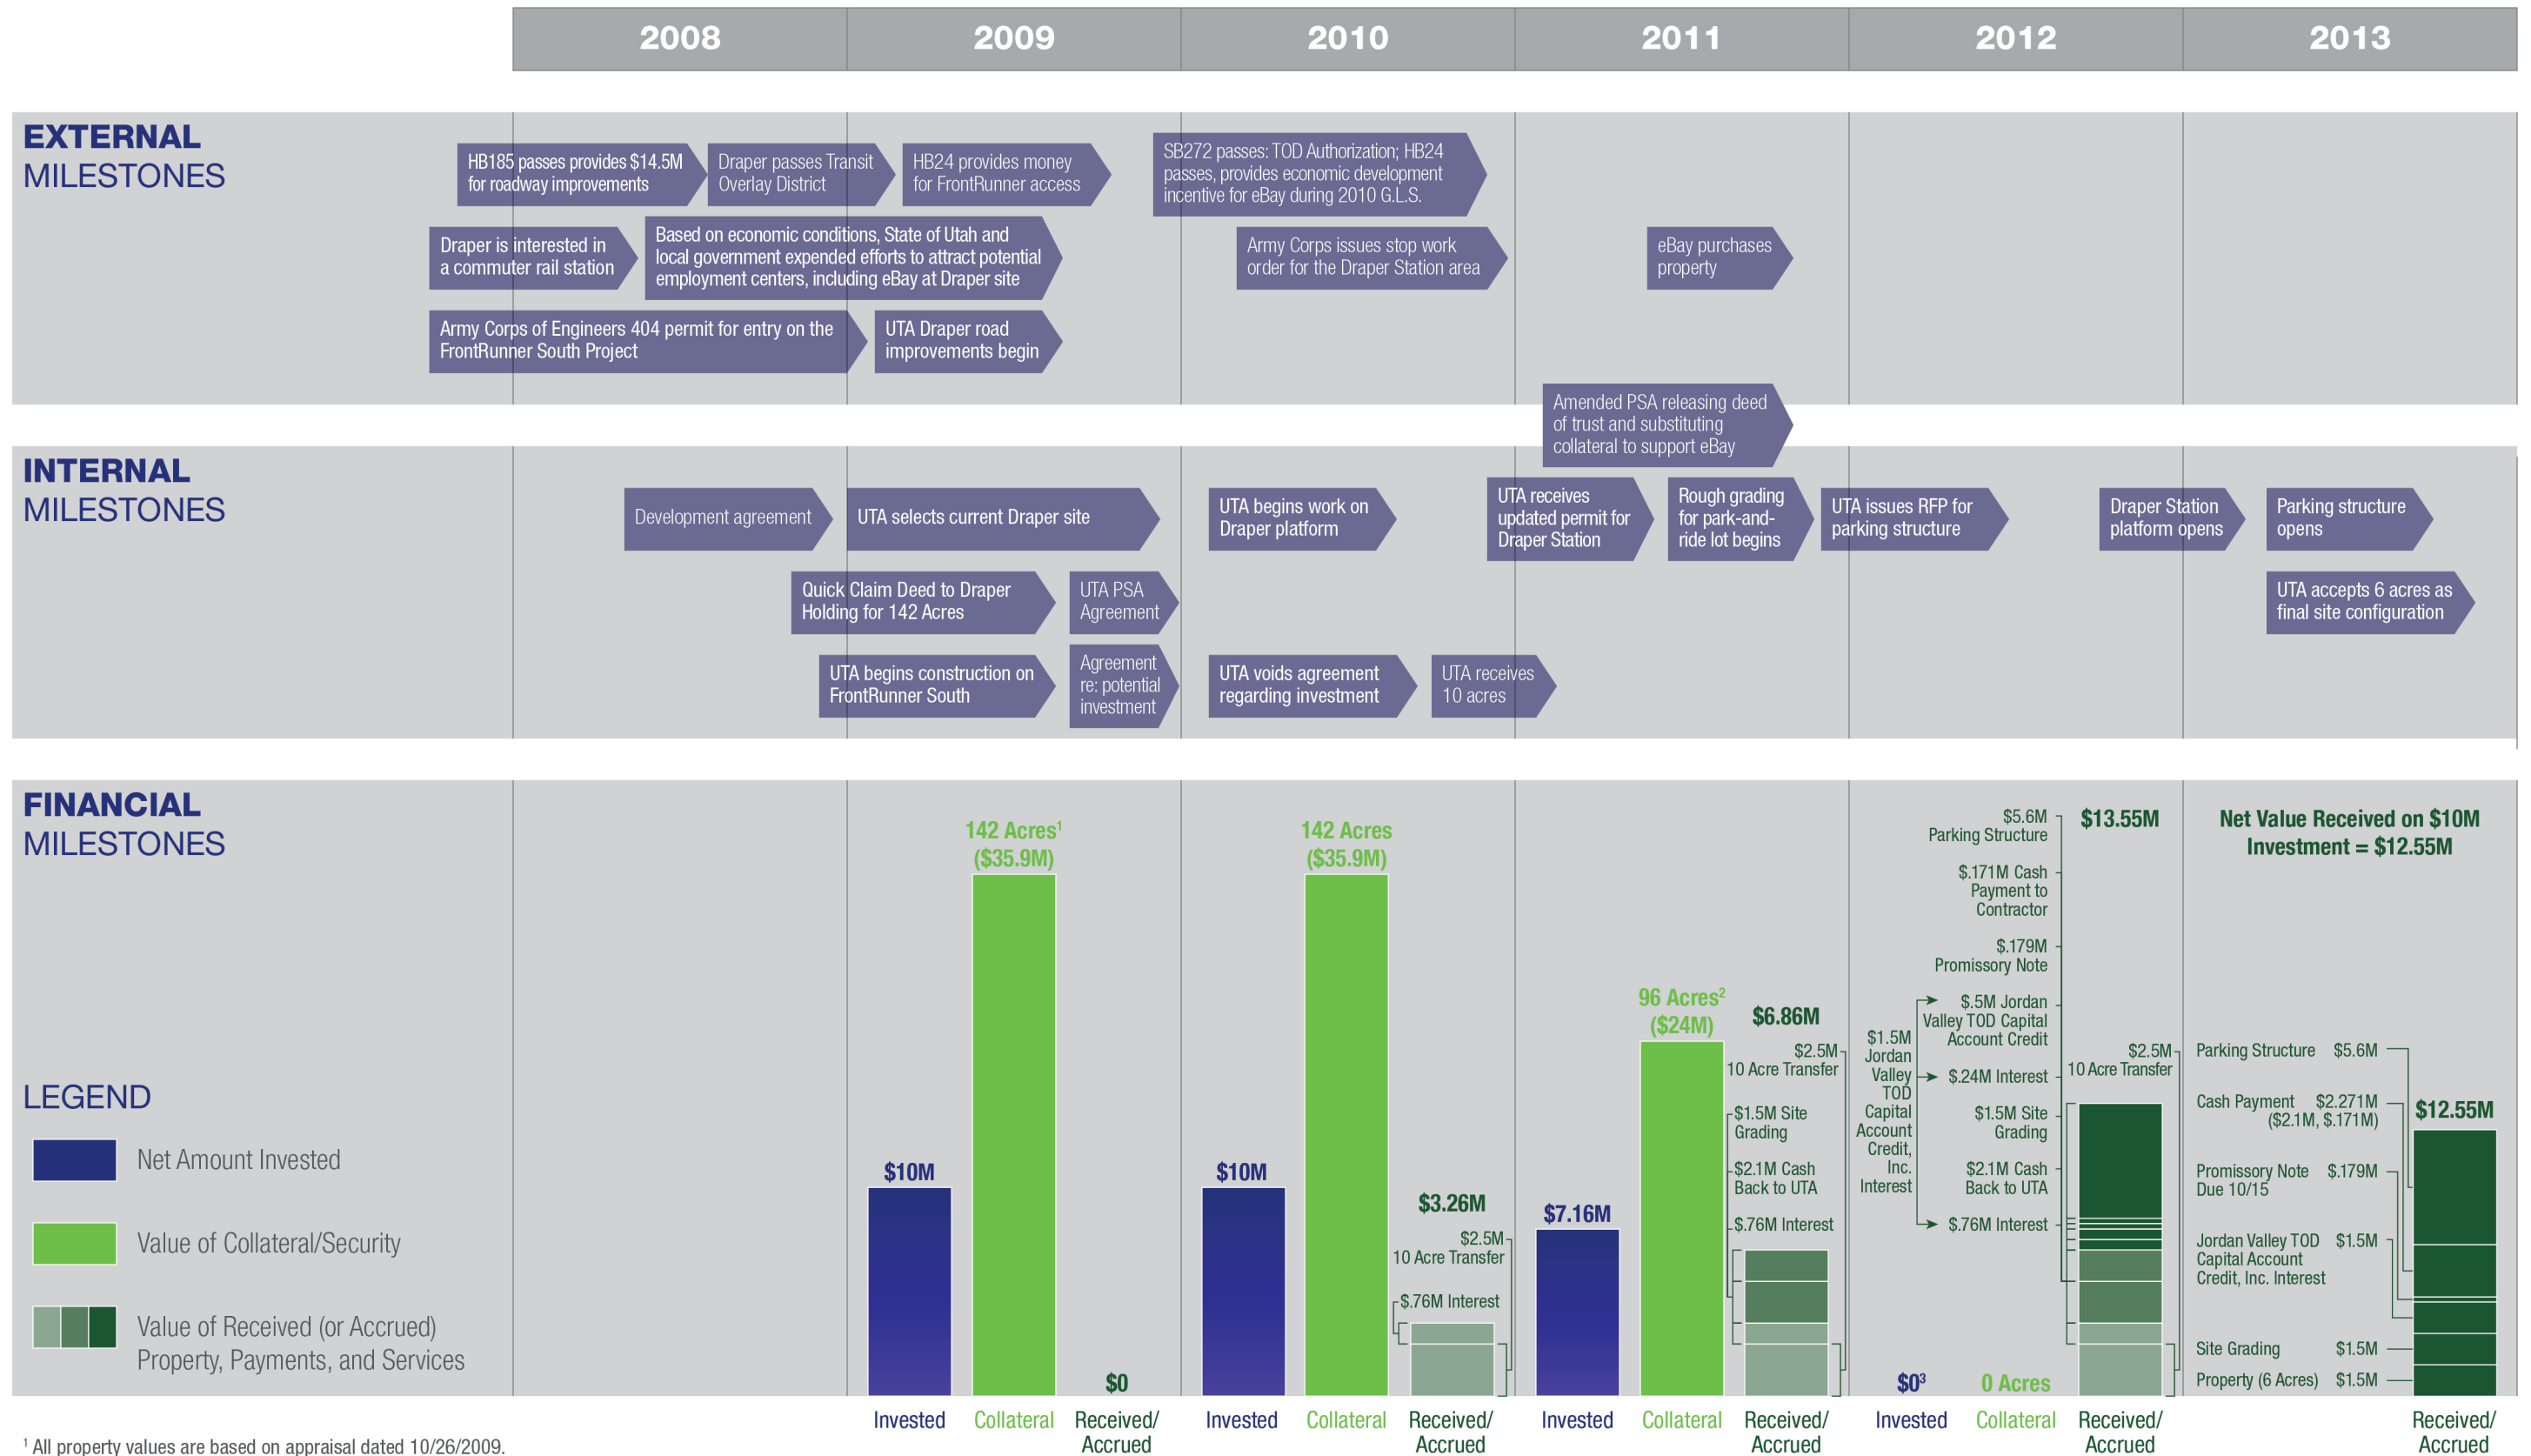 2008 2009 2010 2011 2012 2013
EXTERNAL
MILESTONES
HB185 passes provides $14.5M
for roadway improvements
Draper passes Transit
Overlay District
HB24 provides money
for FrontRunner access
SB272 passes: TOD Authorization; HB24
passes, provides economic development
incentive for eBay during 2010 G.L.S.
Draper is interested in
a commuter rail station
Based on economic conditions, State of Utah and
local government expended efforts to attract potential
employment centers, including eBay at Draper site
Army Corps issues stop work
order for the Draper Station area
eBay purchases
property
Army Corps of Engineers 404 permit for entry on the
FrontRunner South Project
UTA Draper road
improvements begin
Amended PSA releasing deed
of trust and substituting
collateral to support eBay
INTERNAL
MILESTONES
Development agreement
UTA selects current Draper site
UTA begins work on
Draper platform
UTA receives
updated permit for
Draper Station
Rough grading
for park-and-
ride lot begins
UTA issues RFP for
parking structure
Draper Station
platform opens
Parking structure
opens
Quick Claim Deed to Draper
Holding for 142 Acres
UTA PSA
Agreement
UTA accepts 6 acres as
final site configuration
UTA begins construction on
FrontRunner South
Agreement
re: potential
investment
UTA voids agreement
regarding investment
UTA receives
10 acres
FINANCIAL
MILESTONES
LEGEND
Net Amount Invested
Value of Collateral/Security
Value of Received (or Accrued)
Property, Payments, and Services
$10M
142 Acres¹
($35.9M)
$0
Invested
Collateral
Received/
Accrued
$10M
142 Acres
($35.9M)
$3.26M
$2.5M
10 Acre Transfer
$.76M Interest
Invested
Collateral
Received/
Accrued
$7.16M
96 Acres²
($24M)
$6.86M
$2.5M
10 Acre Transfer
$1.5M Site
Grading
$2.1M Cash
Back to UTA
$.76M Interest
Invested
Collateral
Received/
Accrued
$5.6M
Parking Structure
$.171M Cash
Payment to
Contractor
$.179M
Promissory Note
$.5M Jordan
Valley TOD Capital
Account Credit
$.24M Interest
$1.5M Site
Grading
$2.1M Cash
Back to UTA
$.76M Interest
$1.5M
Jordan
Valley
TOD
Capital
Account
Credit,
Inc.
Interest
$13.55M
$2.5M
10 Acre Transfer
$0³
0 Acres
Invested
Collateral
Received/
Accrued
Net Value Received on $10M
Investment = $12.55M
Parking Structure $5.6M
Cash Payment $2.271M
($2.1M, $.171M)
Promissory Note $.179M
Due 10/15
Jordan Valley TOD $1.5M
Capital Account
Credit, Inc. Interest
Site Grading $1.5M
Property (6 Acres) $1.5M
$12.55M
Received/
Accrued
¹ All property values are based on appraisal dated 10/26/2009.